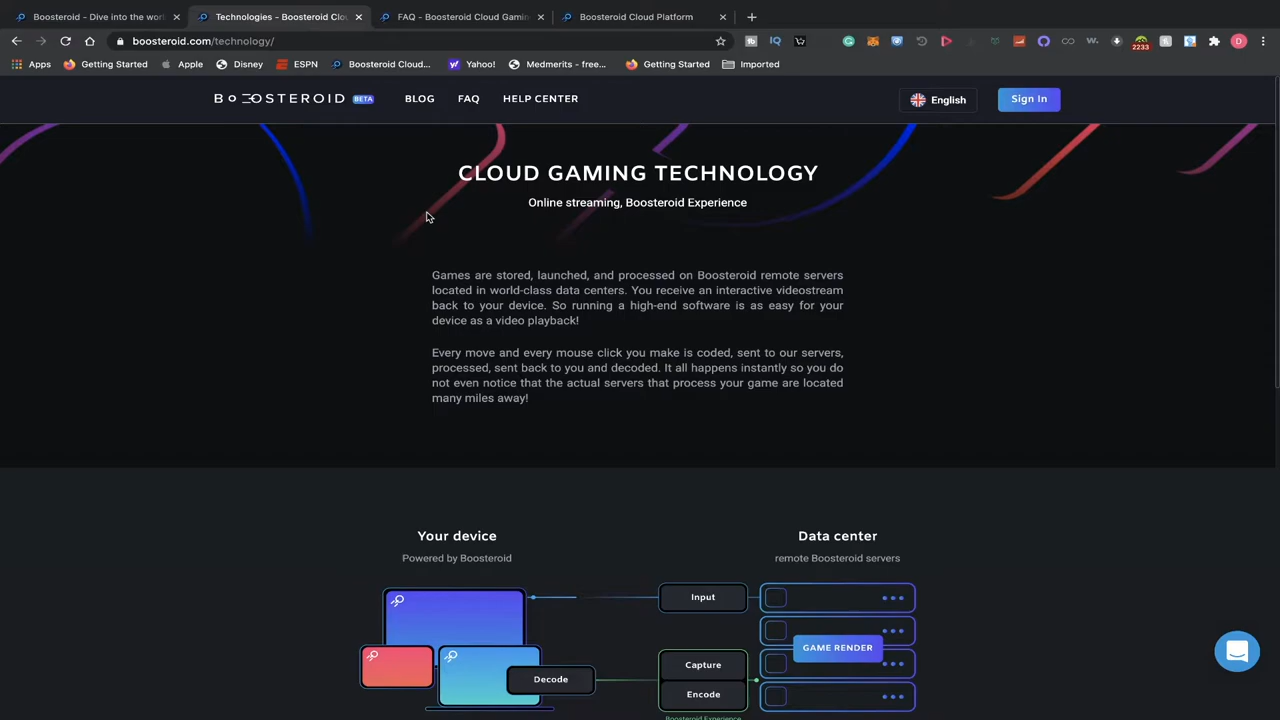 Boosteroid - Dive into the worl
Technologies - Boosteroid Clou
FAQ - Boosteroid Cloud Gamin
Boosteroid Cloud Platform
boosteroid.com/technology/
2233
D
Apps
Getting Started
Apple
Disney
ESPN
Boosteroid Cloud...
Yahoo!
Medmerits - free...
Getting Started
Imported
BOOSTEROID BETA
BLOG
FAQ
HELP CENTER
English
Sign In
CLOUD GAMING TECHNOLOGY
Online streaming, Boosteroid Experience
Games are stored, launched, and processed on Boosteroid remote servers
located in world-class data centers. You receive an interactive videostream
back to your device. So running a high-end software is as easy for your
device as a video playback!
Every move and every mouse click you make is coded, sent to our servers,
processed, sent back to you and decoded. It all happens instantly so you do
not even notice that the actual servers that process your game are located
many miles away!
Your device
Powered by Boosteroid
Data center
remote Boosteroid servers
Input
GAME RENDER
Capture
Decode
Encode
Boosteroid Experience